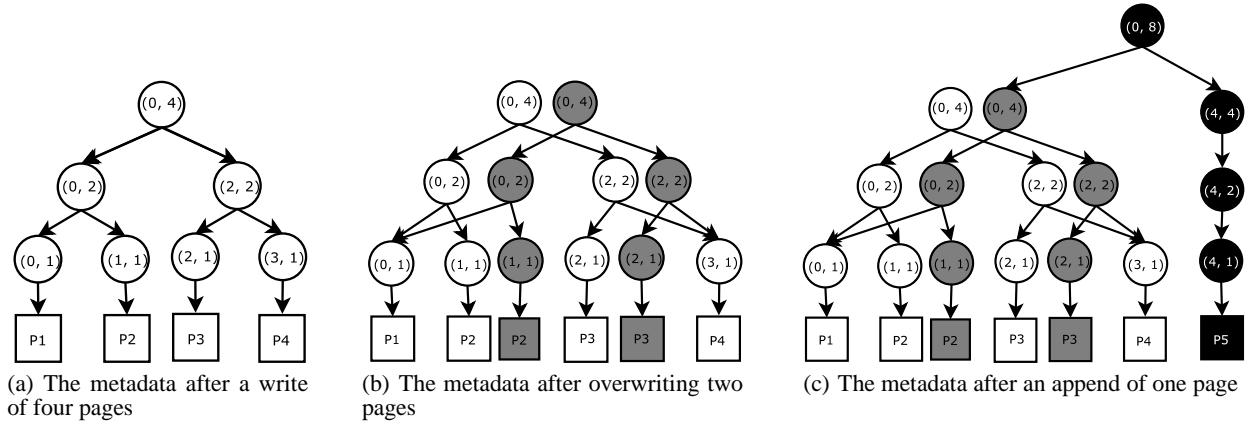 (0, 4)
(0, 2) (2, 2)
(0, 1) (1, 1) (2, 1) (3, 1)
P1 P2 P3 P4
(a) The metadata after a write
of four pages
(0, 4) (0, 4)
(0, 2) (0, 2) (2, 2) (2, 2)
(0, 1) (1, 1) (1, 1) (2, 1) (2, 1) (3, 1)
P1 P2 P2 P3 P3 P4
(b) The metadata after overwriting two
pages
(0, 8)
(0, 4) (0, 4) (4, 4)
(0, 2) (0, 2) (2, 2) (2, 2) (4, 2)
(0, 1) (1, 1) (1, 1) (2, 1) (2, 1) (3, 1) (4, 1)
P1 P2 P2 P3 P3 P4 P5
(c) The metadata after an append of one page